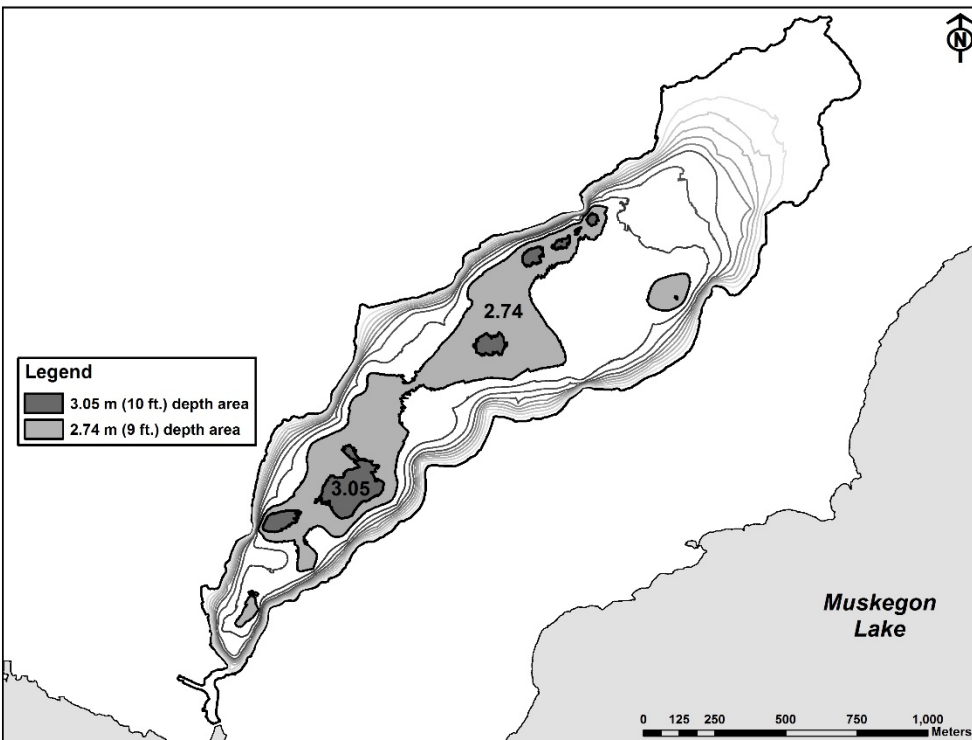 N
2.74
Legend
3.05 m (10 ft.) depth area
2.74 m (9 ft.) depth area
3.05
Muskegon
Lake
0 125 250 500 750 1,000
Meters